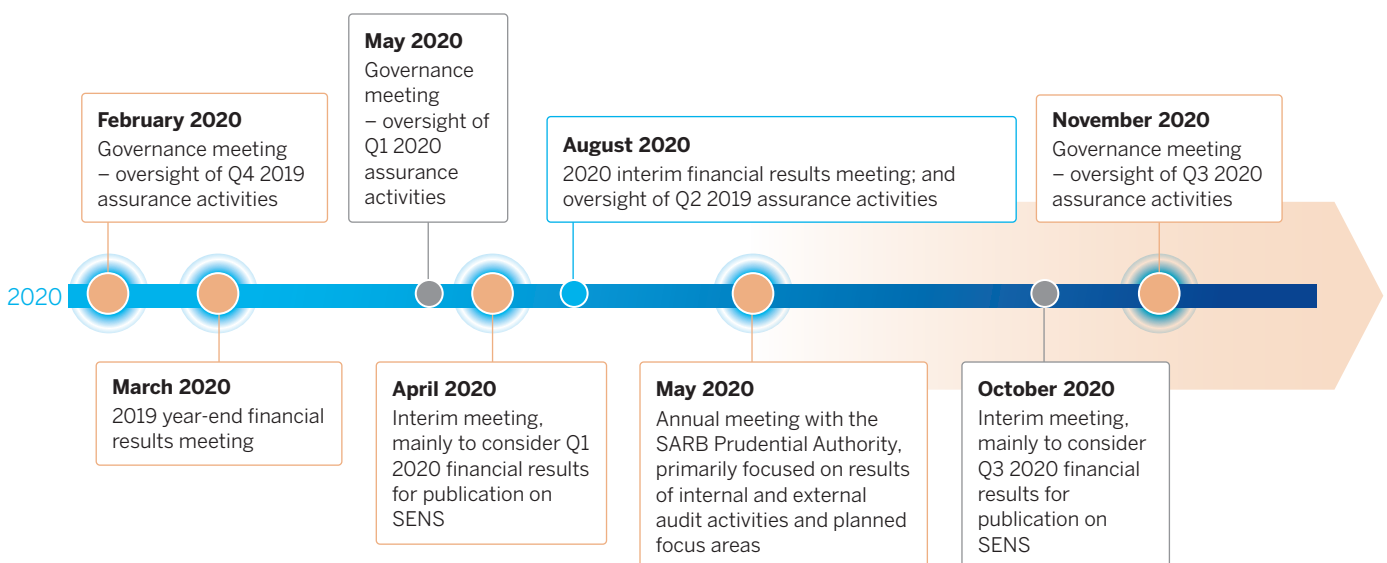 May 2020
Governance
meeting
– oversight of
Q1 2020
assurance
activities
February 2020
Governance meeting
– oversight of Q4 2019
assurance activities
August 2020
2020 interim financial results meeting; and
oversight of Q2 2019 assurance activities
November 2020
Governance meeting
– oversight of Q3 2020
assurance activities
2020
March 2020
2019 year-end financial
results meeting
April 2020
Interim meeting,
mainly to consider Q1
2020 financial results
for publication on
SENS
May 2020
Annual meeting with the
SARB Prudential Authority,
primarily focused on results
of internal and external
audit activities and planned
focus areas
October 2020
Interim meeting,
mainly to consider
Q3 2020 financial
results for
publication on
SENS